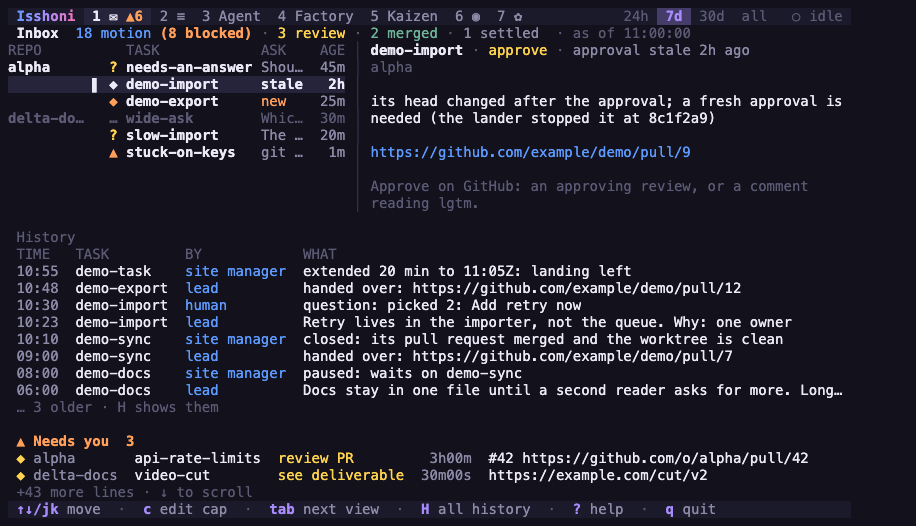 Isshoni  1 ✉ ▲6  2 ≡  3 Agent  4 Factory  5 Kaizen  6 ◉  7 ✿  24h  7d  30d  all  ○ idle
Inbox  18 motion (8 blocked) · 3 review · 2 merged · 1 settled  · as of 11:00:00
REPO  TASK  ASK  AGE
alpha  ? needs-an-answer  Shou…  45m
◆ demo-import  stale  2h
◆ demo-export  new  25m
delta-do…  … wide-ask  Whic…  30m
? slow-import  The …  20m
▲ stuck-on-keys  git …  1m
demo-import · approve · approval stale 2h ago
alpha
its head changed after the approval; a fresh approval is
needed (the lander stopped it at 8c1f2a9)
https://github.com/example/demo/pull/9
Approve on GitHub: an approving review, or a comment
reading lgtm.
History
TIME  TASK  BY  WHAT
10:55  demo-task  site manager  extended 20 min to 11:05Z: landing left
10:48  demo-export  lead  handed over: https://github.com/example/demo/pull/12
10:30  demo-import  human  question: picked 2: Add retry now
10:23  demo-import  lead  Retry lives in the importer, not the queue. Why: one owner
10:10  demo-sync  site manager  closed: its pull request merged and the worktree is clean
09:00  demo-sync  lead  handed over: https://github.com/example/demo/pull/7
08:00  demo-docs  site manager  paused: waits on demo-sync
06:00  demo-docs  lead  Docs stay in one file until a second reader asks for more. Long…
… 3 older · H shows them
▲ Needs you  3
◆ alpha  api-rate-limits  review PR  3h00m  #42 https://github.com/o/alpha/pull/42
◆ delta-docs  video-cut  see deliverable  30m00s  https://example.com/cut/v2
+43 more lines · ↓ to scroll
↑↓/jk move  ·  c edit cap  ·  tab next view  ·  H all history  ·  ? help  ·  q quit